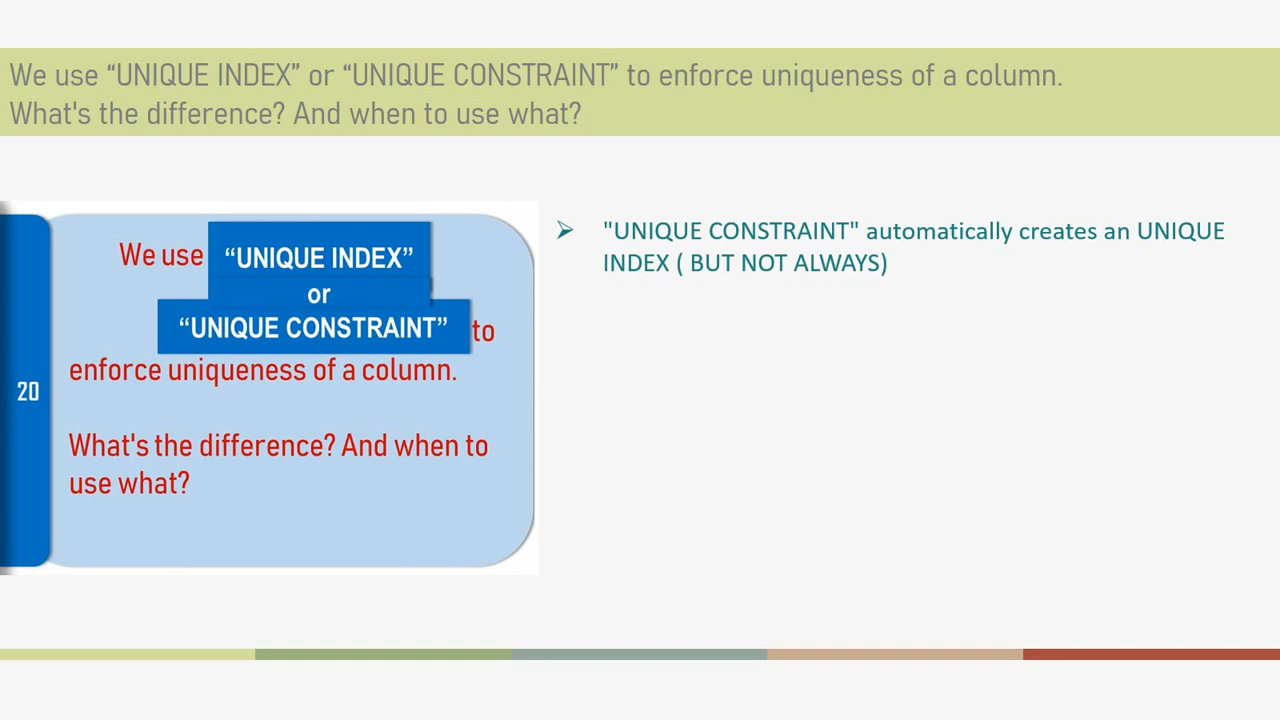 We use “UNIQUE INDEX” or “UNIQUE CONSTRAINT” to enforce uniqueness of a column.
What's the difference? And when to use what?
20
We use “UNIQUE INDEX”
or
“UNIQUE CONSTRAINT” to
enforce uniqueness of a column.
What's the difference? And when to
use what?
"UNIQUE CONSTRAINT" automatically creates an UNIQUE
INDEX ( BUT NOT ALWAYS)